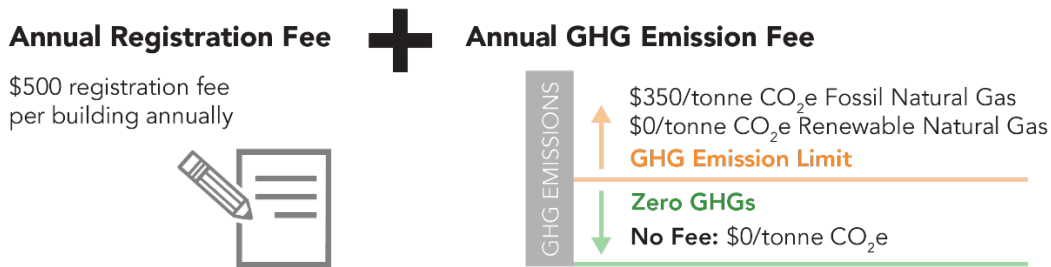 Annual Registration Fee
$500 registration fee
per building annually
Annual GHG Emission Fee
GHG EMISSIONS
$350/tonne CO₂e Fossil Natural Gas
$0/tonne CO₂e Renewable Natural Gas
GHG Emission Limit
Zero GHGs
No Fee: $0/tonne CO₂e